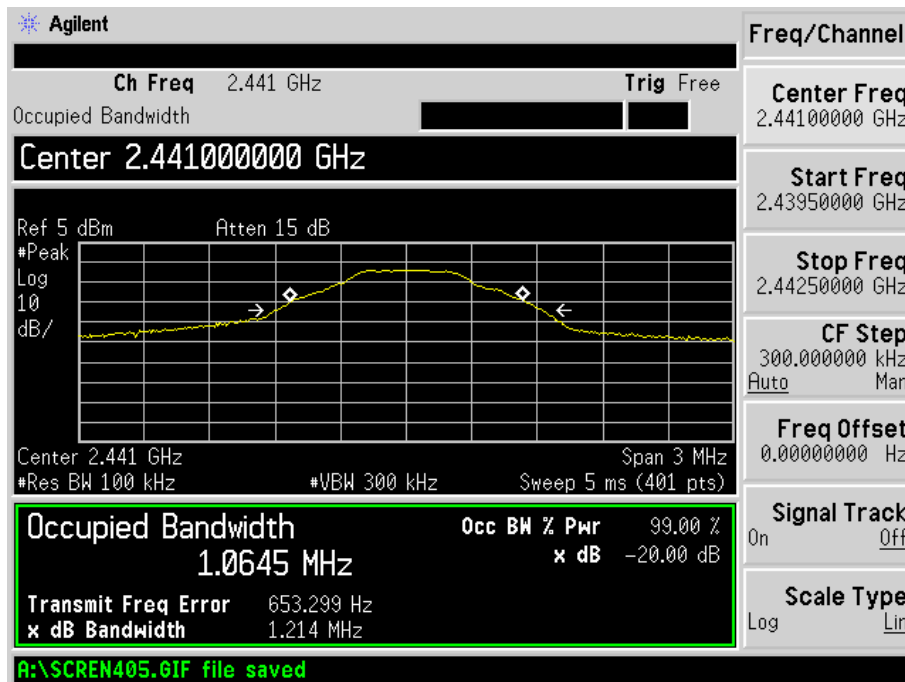 Agilent
Freq/Channel
Ch Freq 2.441 GHz Trig Free
Occupied Bandwidth
Center 2.441000000 GHz
Center Freq
2.44100000 GHz
Start Freq
2.43950000 GHz
Stop Freq
2.44250000 GHz
CF Step
300.000000 kHz
Auto Man
Freq Offset
0.00000000 Hz
Signal Track
On Off
Scale Type
Log Lin
Ref 5 dBm Atten 15 dB
#Peak
Log
10
dB/
Center 2.441 GHz Span 3 MHz
#Res BW 100 kHz #VBW 300 kHz Sweep 5 ms (401 pts)
Occupied Bandwidth Occ BW % Pwr 99.00 %
1.0645 MHz x dB -20.00 dB
Transmit Freq Error 653.299 Hz
x dB Bandwidth 1.214 MHz
A:\SCREN405.GIF file saved